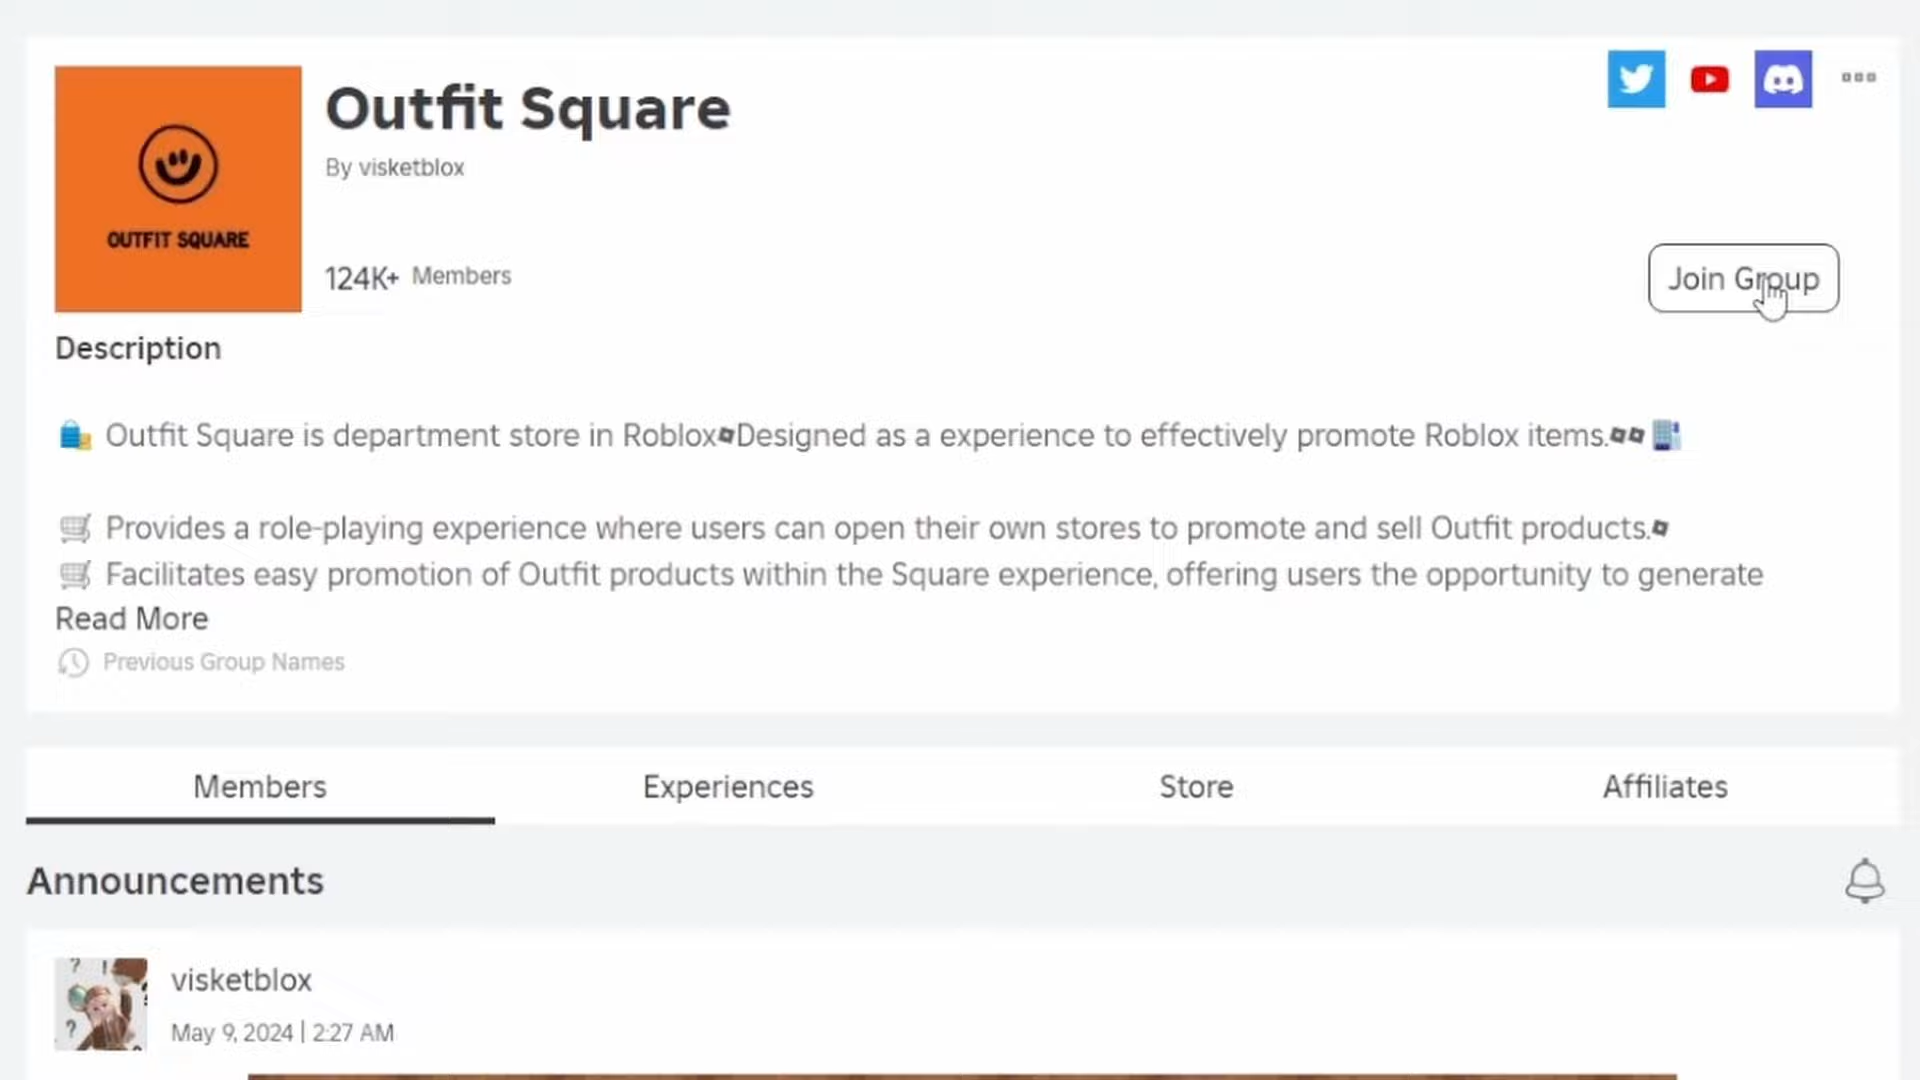 Outfit Square
By visketblox
OUTFIT SQUARE
124K+ Members
Join Group
Description
Outfit Square is department store in Roblox Designed as a experience to effectively promote Roblox items.
Provides a role-playing experience where users can open their own stores to promote and sell Outfit products.
Facilitates easy promotion of Outfit products within the Square experience, offering users the opportunity to generate
Read More
Previous Group Names
Members Experiences Store Affiliates
Announcements
visketblox
May 9, 2024 | 2:27 AM